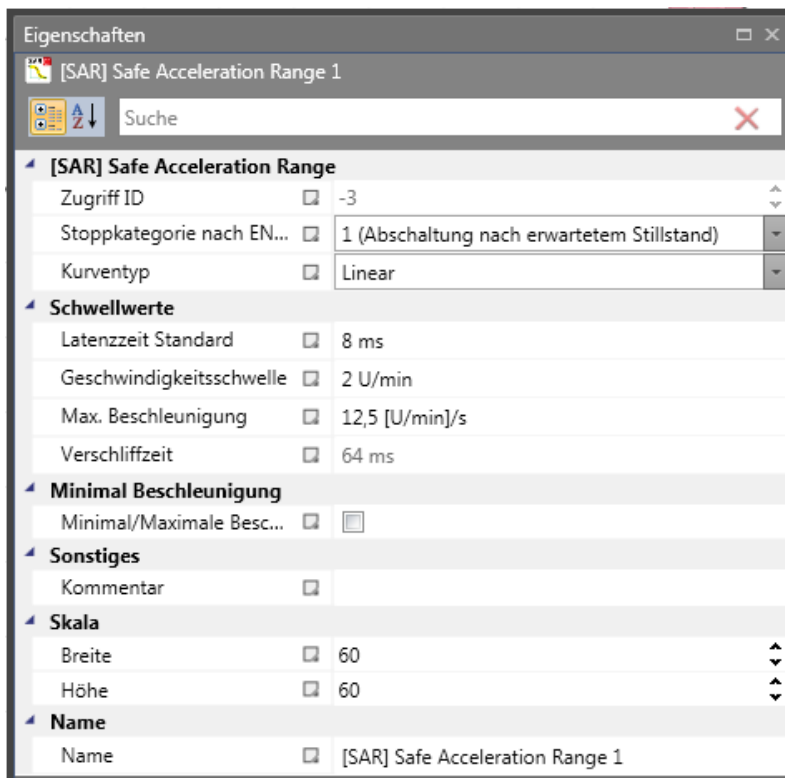 Eigenschaften
[SAR] Safe Acceleration Range 1
Suche
[SAR] Safe Acceleration Range
Zugriff ID -3
Stoppkategorie nach EN... 1 (Abschaltung nach erwartetem Stillstand)
Kurventyp Linear
Schwellwerte
Latenzzeit Standard 8 ms
Geschwindigkeitsschwelle 2 U/min
Max. Beschleunigung 12,5 [U/min]/s
Verschliffzeit 64 ms
Minimal Beschleunigung
Minimal/Maximale Besc...
Sonstiges
Kommentar
Skala
Breite 60
Höhe 60
Name
Name [SAR] Safe Acceleration Range 1